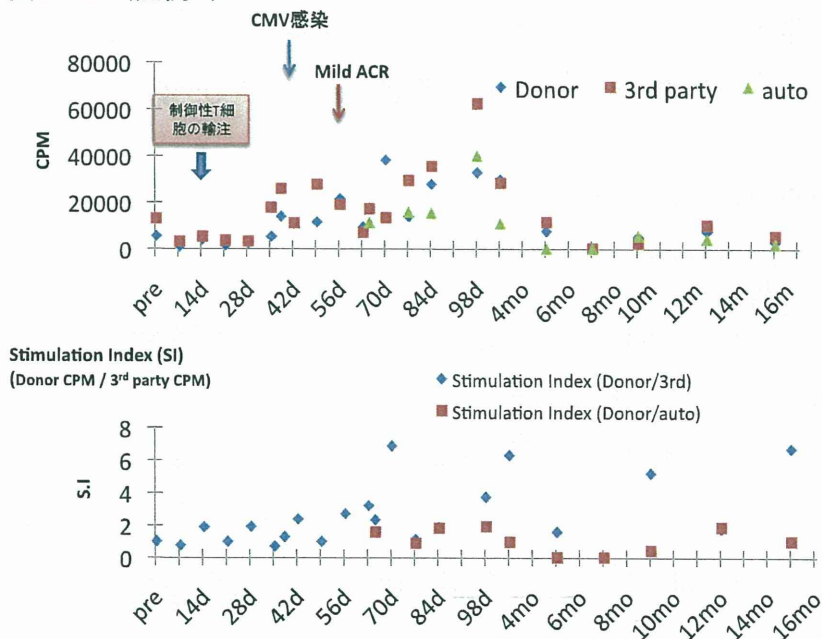 CMV感染
Mild ACR
80000
Donor
3rd party
auto
60000
制御性T細
胞の輸注
CPM
40000
20000
0
pre
14d
28d
42d
56d
70d
84d
98d
4mo
6mo
8mo
10m
12m
14m
16m
Stimulation Index (SI)
(Donor CPM / 3rd party CPM)
Stimulation Index (Donor/3rd)
Stimulation Index (Donor/auto)
8
6
S.I
4
2
0
pre
14d
28d
42d
56d
70d
84d
98d
4mo
6mo
8mo
10mo
12mo
14mo
16mo